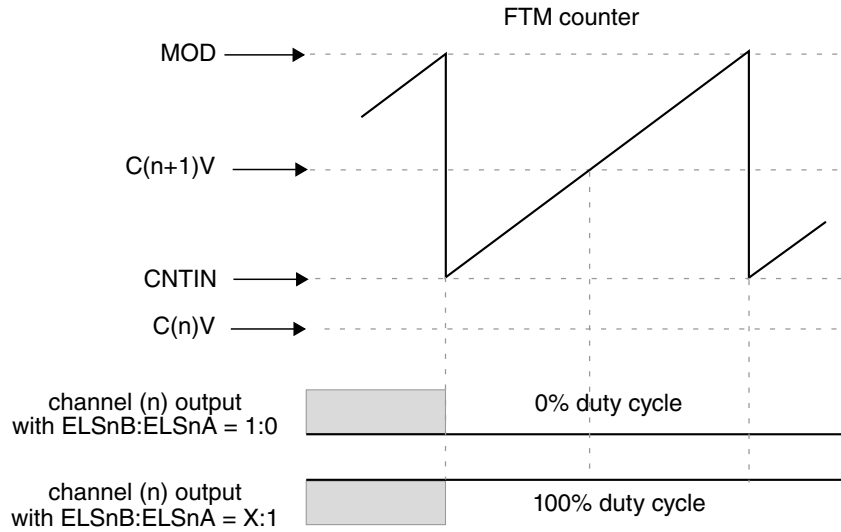 FTM counter
MOD
C(n+1)V
CNTIN
C(n)V
channel (n) output
with ELSnB:ELSnA = 1:0
0% duty cycle
channel (n) output
with ELSnB:ELSnA = X:1
100% duty cycle